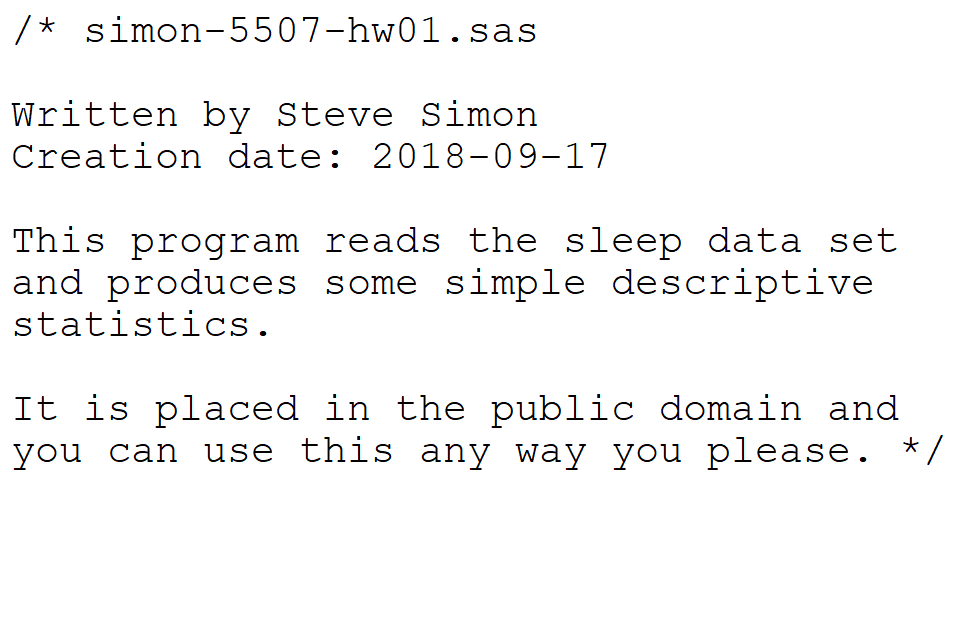 /* simon-5507-hw01.sas
Written by Steve Simon
Creation date: 2018-09-17
This program reads the sleep data set
and produces some simple descriptive
statistics.
It is placed in the public domain and
you can use this any way you please. */